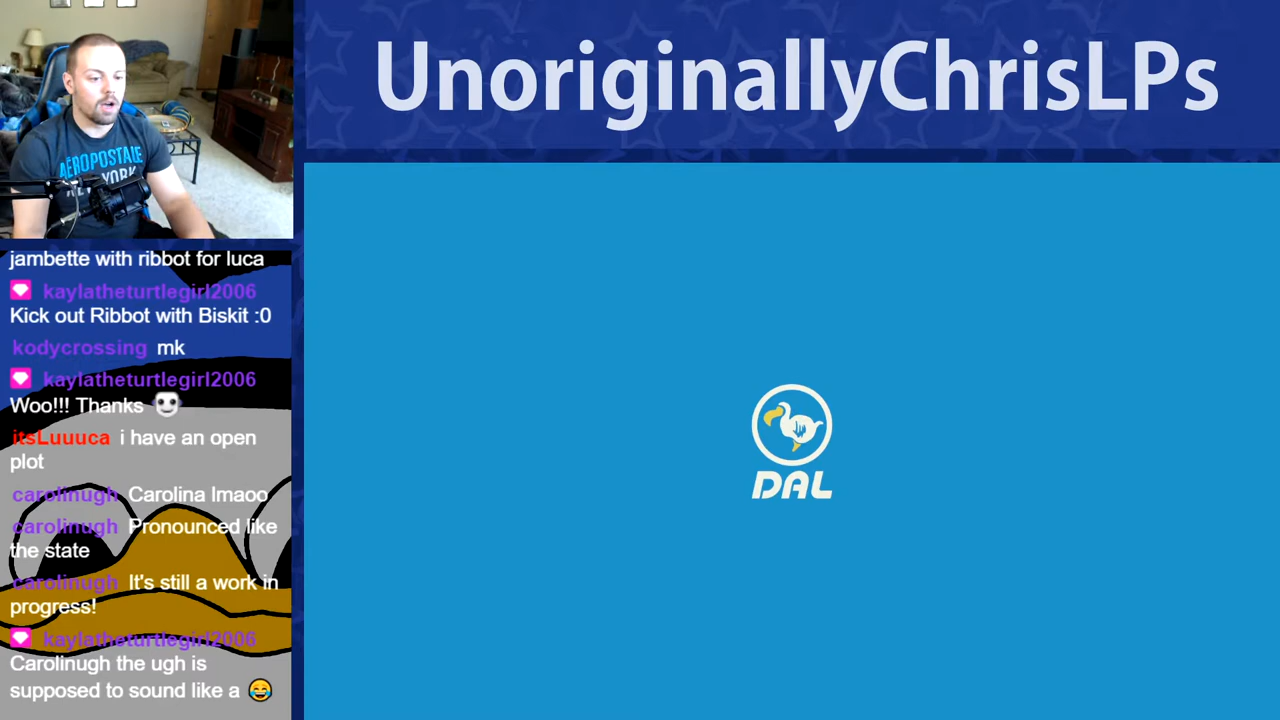 UnoriginallyChrisLPs
AÉROPOSTALE
NEW YORK
jambette with ribbot for luca
kaylatheturtlegirl2006
Kick out Ribbot with Biskit :0
kodycrossing mk
kaylatheturtlegirl2006
Woo!!! Thanks
itsLuuuca i have an open
plot
carolinugh Carolina lmaoo
carolinugh Pronounced like
the state
carolinugh It's still a work in
progress!
kaylatheturtlegirl2006
Carolinugh the ugh is
supposed to sound like a 😂
DAL